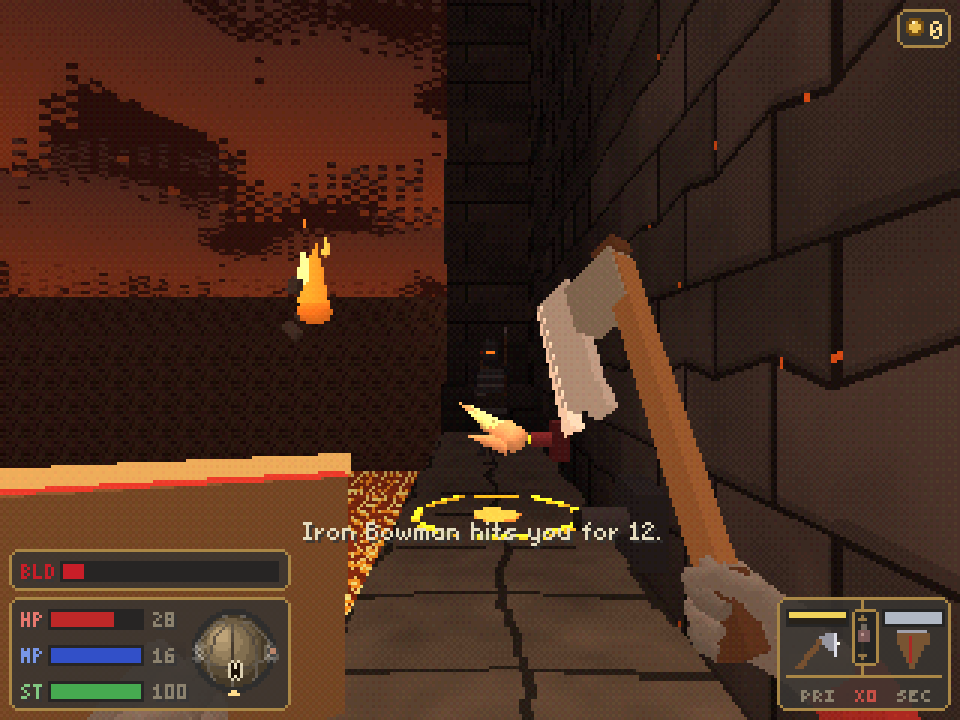 0
Iron Bowman hits you for 12.
BLD
HP 28
MP 16
ST 100
N
PRI XO SEC